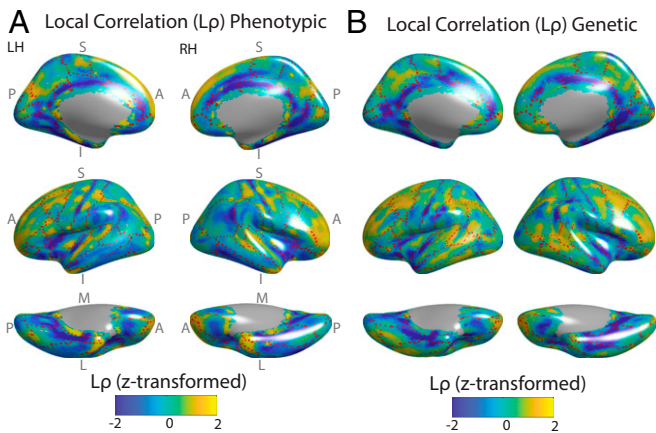 A Local Correlation (Lρ) Phenotypic
LH S RH S
P A A P
I I
S S
A P P A
I I
M M
P A A P
L L
Lρ (z-transformed)
-2 0 2
B Local Correlation (Lρ) Genetic
Lρ (z-transformed)
-2 0 2